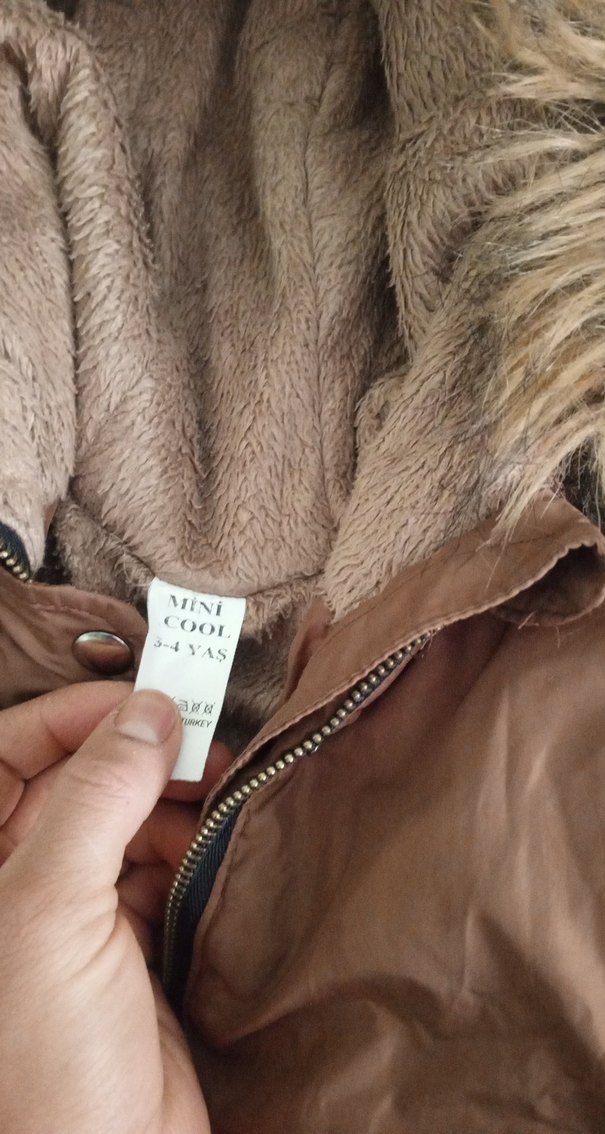 MİNİ
COOL
3-4 YAŞ
TURKEY